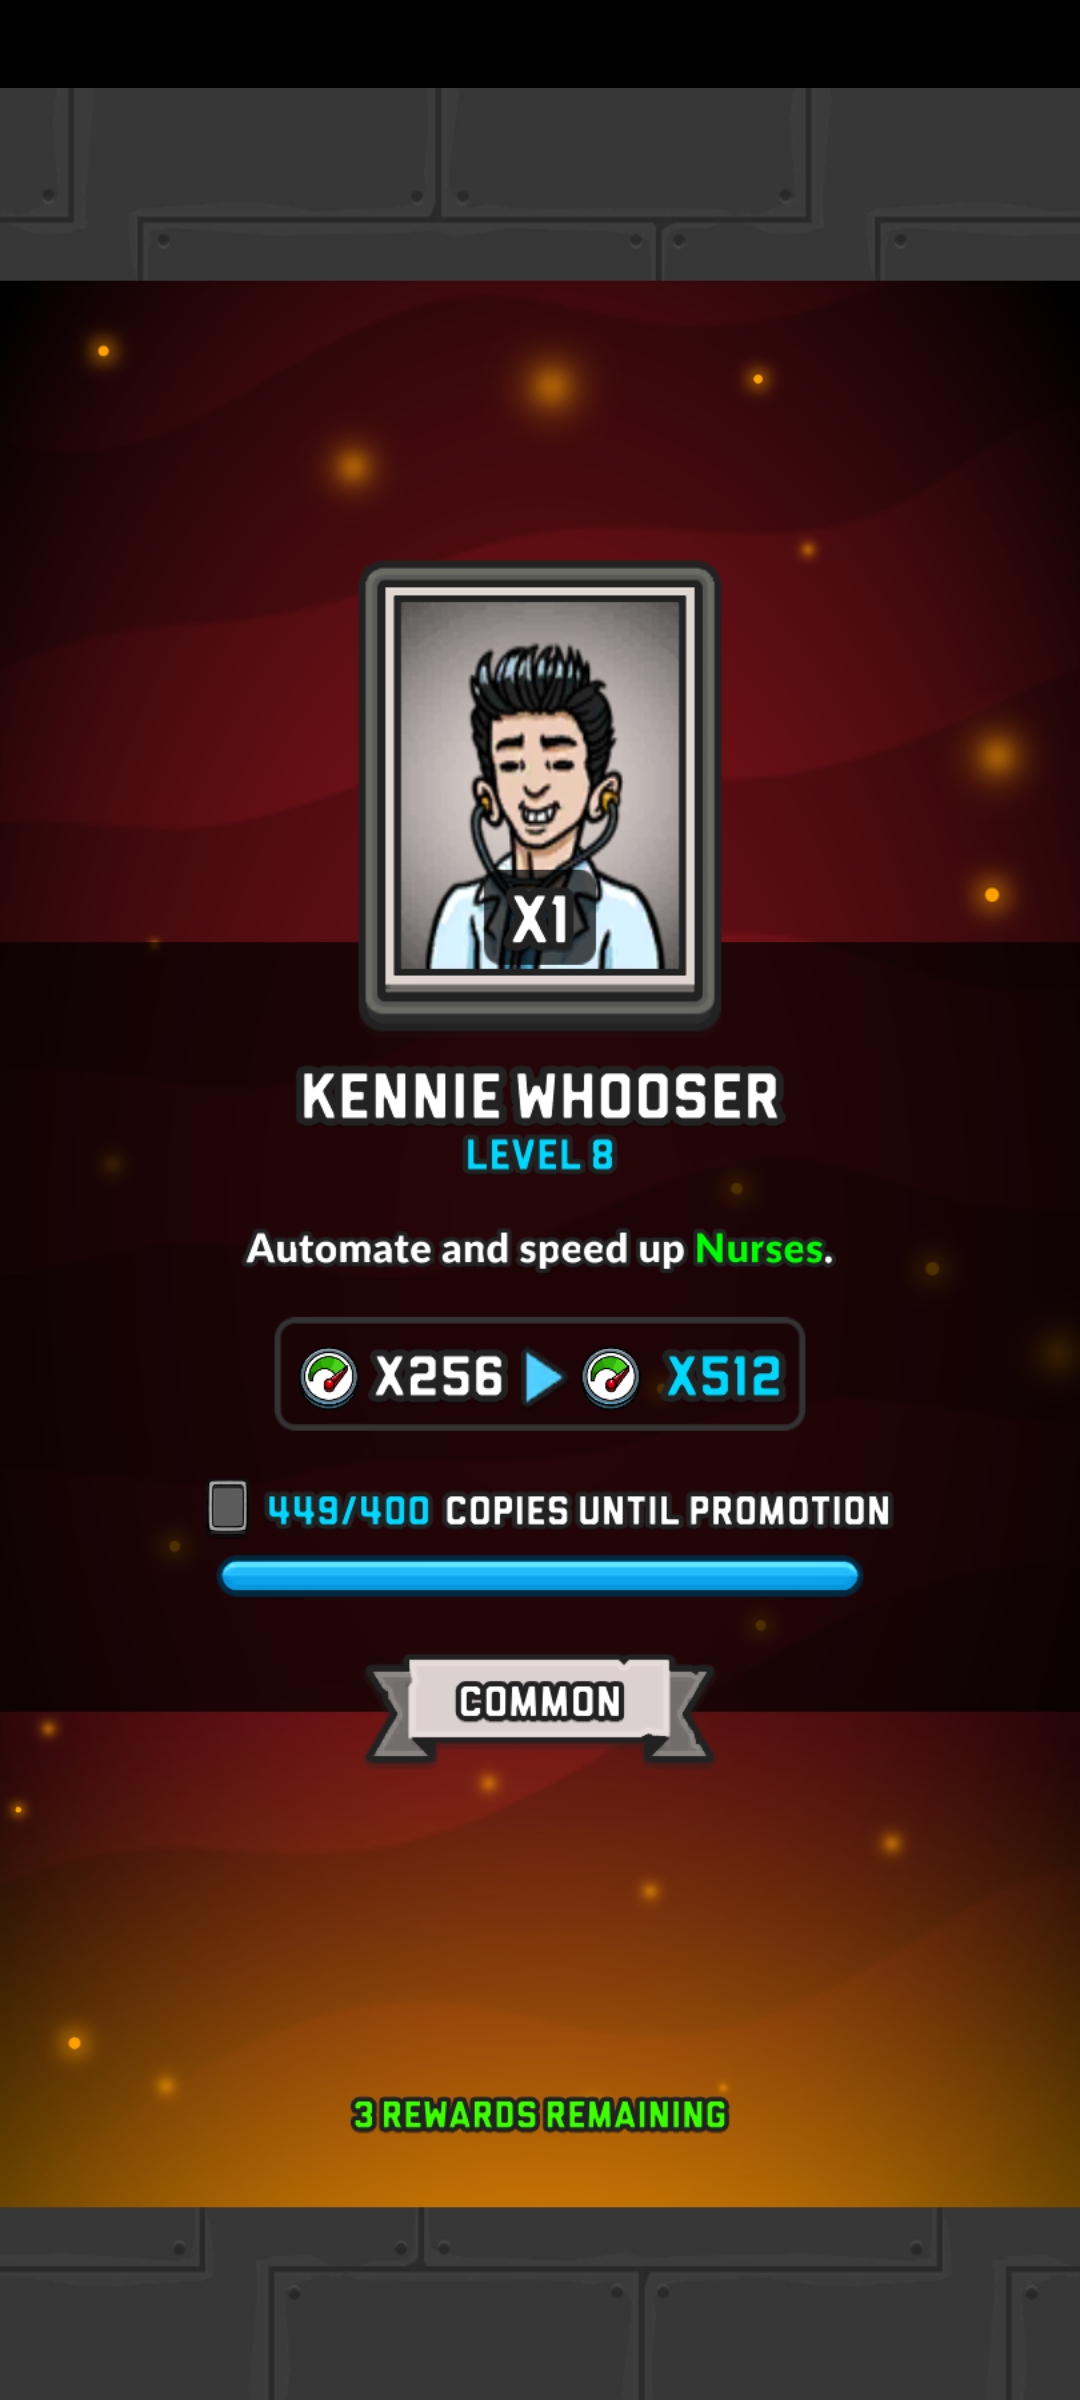 X1
KENNIE WHOOSER
LEVEL 8
Automate and speed up Nurses.
X256 X512
449/400 COPIES UNTIL PROMOTION
COMMON
3 REWARDS REMAINING